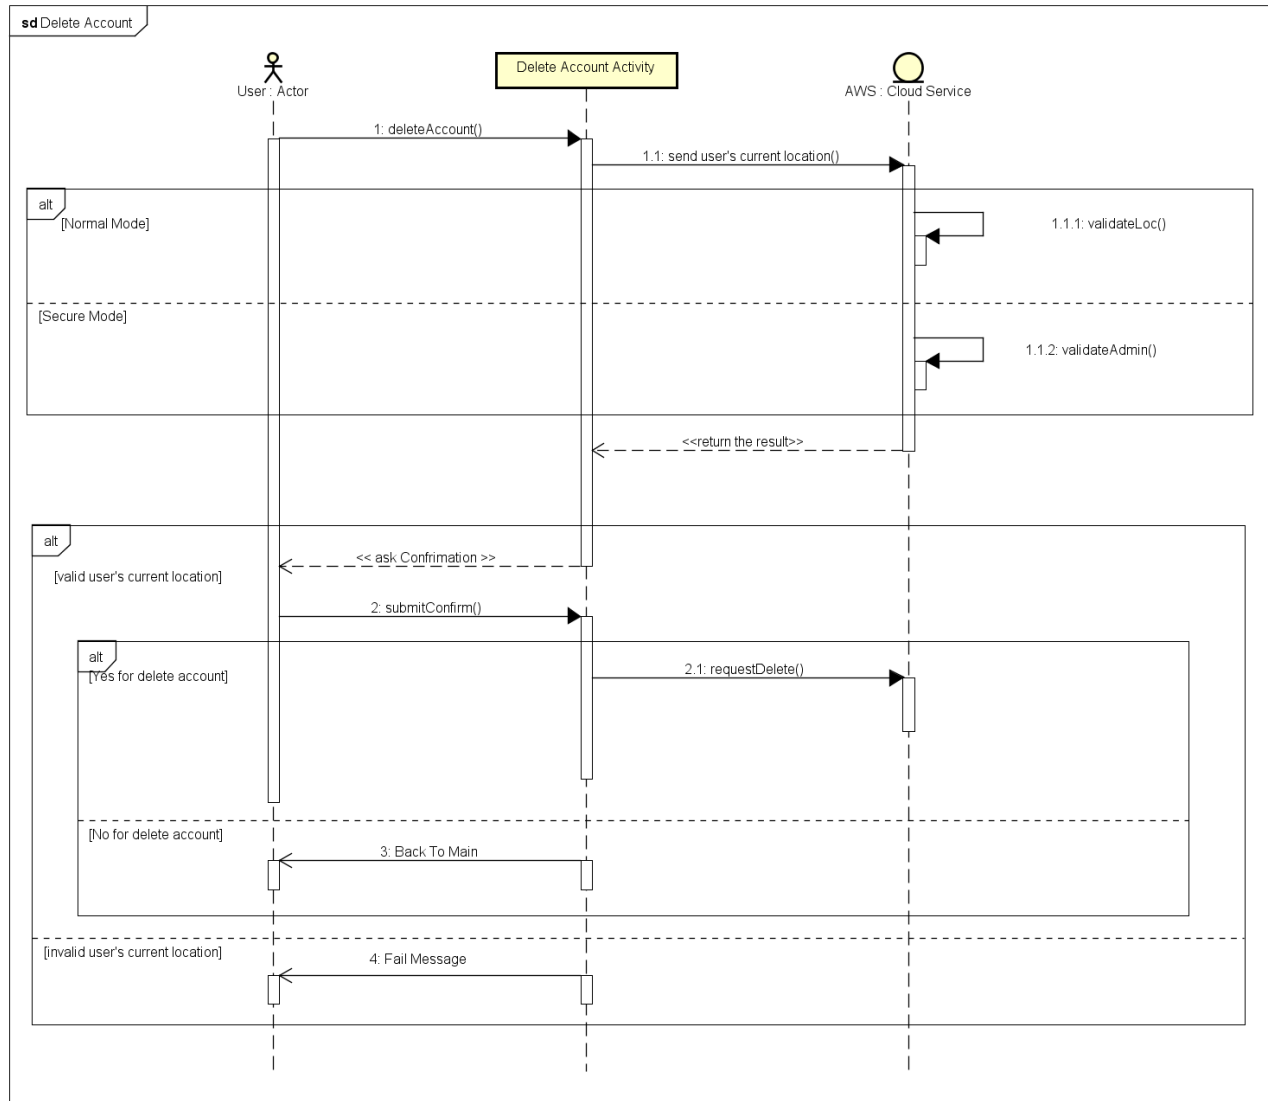 sd Delete Account
Delete Account Activity
User : Actor
AWS : Cloud Service
1: deleteAccount()
1.1: send user's current location()
alt
[Normal Mode]
1.1.1: validateLoc()
[Secure Mode]
1.1.2: validateAdmin()
<<return the result>>
alt
<< ask Confrimation >>
[valid user's current location]
2: submitConfirm()
alt
[Yes for delete account]
2.1: requestDelete()
[No for delete account]
3: Back To Main
[invalid user's current location]
4: Fail Message